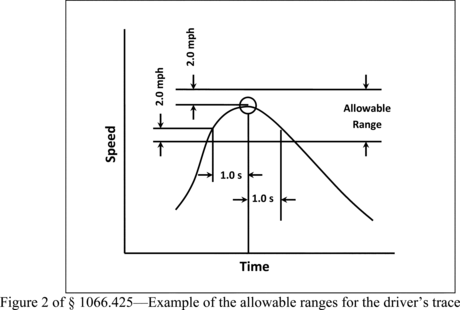 2.0 mph
2.0 mph
Allowable
Range
Speed
1.0 s
1.0 s
Time
Figure 2 of § 1066.425—Example of the allowable ranges for the driver’s trace